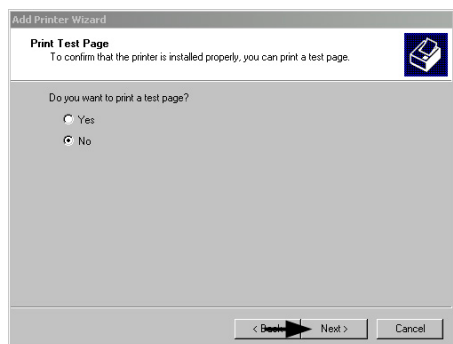 Add Printer Wizard
Print Test Page
To confirm that the printer is installed properly, you can print a test page.
Do you want to print a test page?
Yes
No
< Back Next > Cancel